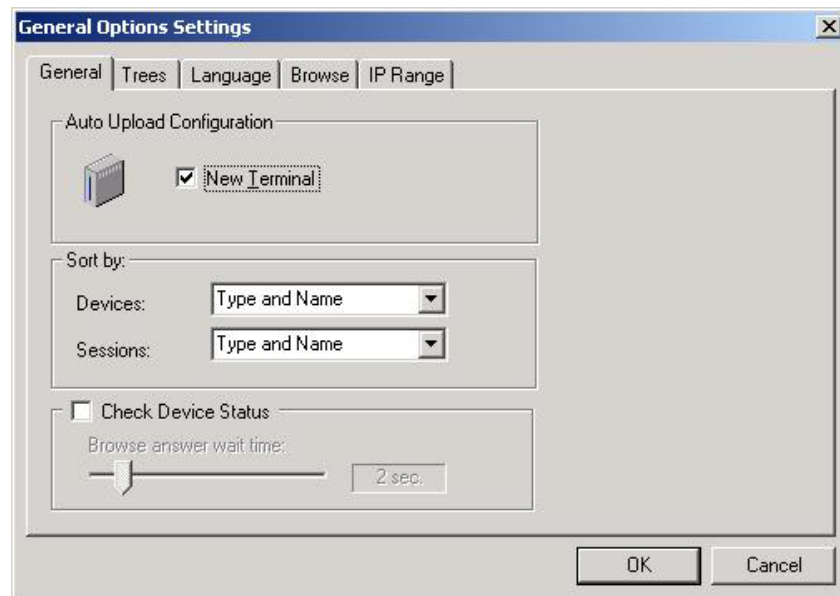 General Options Settings
General Trees Language Browse IP Range
Auto Upload Configuration
New Terminal
Sort by:
Devices: Type and Name
Sessions: Type and Name
Check Device Status
Browse answer wait time:
2 sec.
OK Cancel